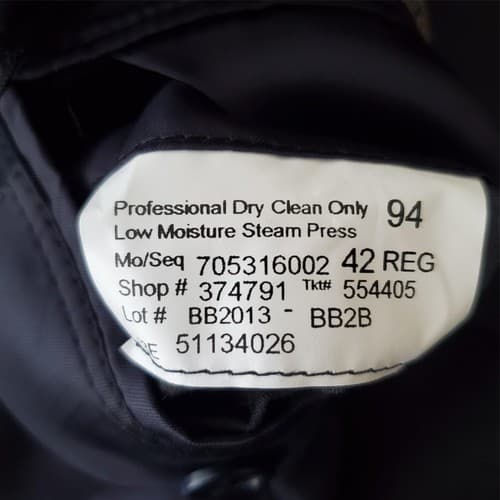 Professional Dry Clean Only 94
Low Moisture Steam Press
Mo/Seq 705316002 42 REG
Shop # 374791 Tkt# 554405
Lot # BB2013 - BB2B
51134026